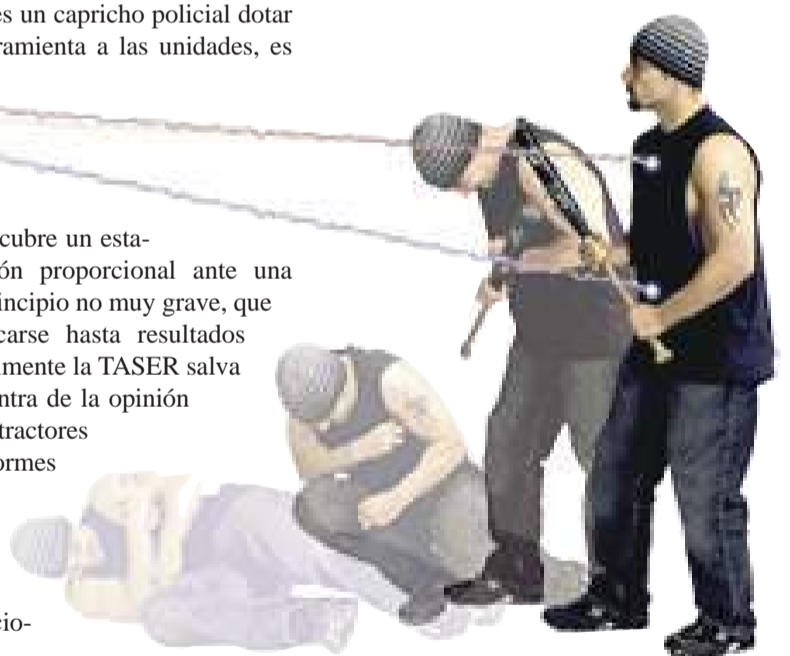 es un capricho policial dotar
ramienta a las unidades, es
cubre un esta-
ón proporcional ante una
incipio no muy grave, que
carse hasta resultados
mente la TASER salva
ntra de la opinión
tractores
ormes
cio-